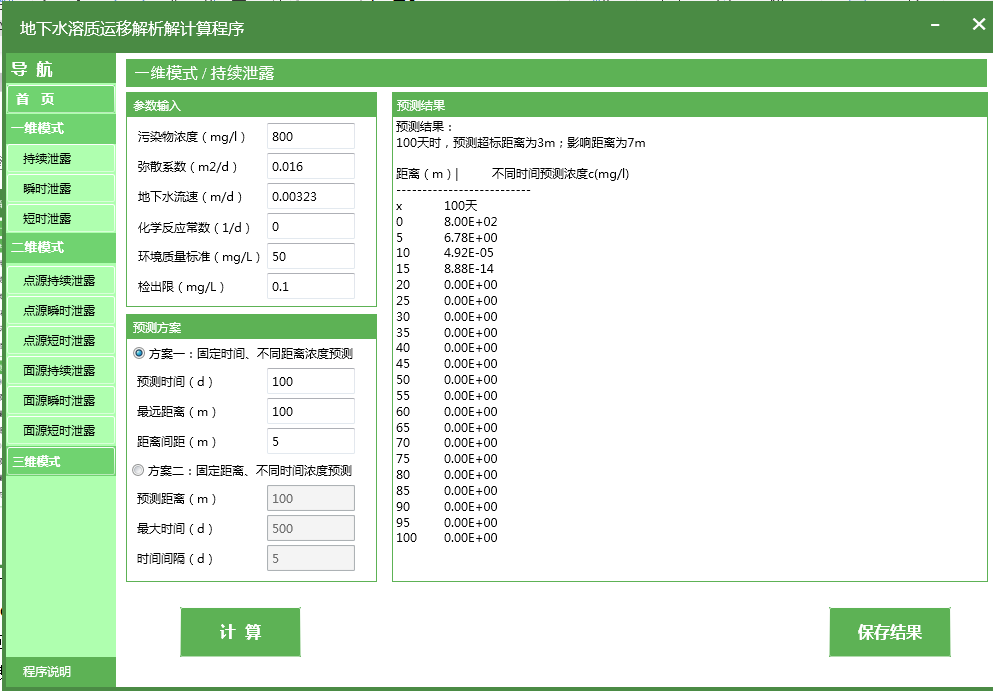 地下水溶质运移解析解计算程序
导 航
首 页
一维模式
持续泄露
瞬时泄露
短时泄露
二维模式
点源持续泄露
点源瞬时泄露
点源短时泄露
面源持续泄露
面源瞬时泄露
面源短时泄露
三维模式
程序说明
一维模式 / 持续泄露
参数输入
污染物浓度（mg/l） 800
弥散系数（m2/d） 0.016
地下水流速（m/d） 0.00323
化学反应常数（1/d） 0
环境质量标准（mg/L） 50
检出限（mg/L） 0.1
预测方案
方案一：固定时间、不同距离浓度预测
预测时间（d） 100
最远距离（m） 100
距离间距（m） 5
方案二：固定距离、不同时间浓度预测
预测距离（m） 100
最大时间（d） 500
时间间隔（d） 5
计 算
预测结果
预测结果：
100天时，预测超标距离为3m；影响距离为7m
距离（m）| 不同时间预测浓度c(mg/l)
---------------------------
x 100天
0 8.00E+02
5 6.78E+00
10 4.92E-05
15 8.88E-14
20 0.00E+00
25 0.00E+00
30 0.00E+00
35 0.00E+00
40 0.00E+00
45 0.00E+00
50 0.00E+00
55 0.00E+00
60 0.00E+00
65 0.00E+00
70 0.00E+00
75 0.00E+00
80 0.00E+00
85 0.00E+00
90 0.00E+00
95 0.00E+00
100 0.00E+00
保存结果